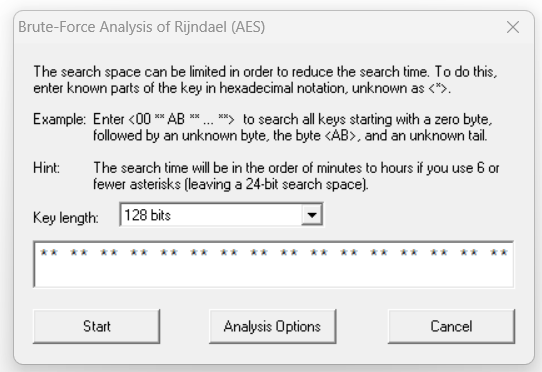 Brute-Force Analysis of Rijndael (AES)
The search space can be limited in order to reduce the search time. To do this,
enter known parts of the key in hexadecimal notation, unknown as <*>.
Example: Enter <00 ** AB ** ... **> to search all keys starting with a zero byte,
followed by an unknown byte, the byte <AB>, and an unknown tail.
Hint: The search time will be in the order of minutes to hours if you use 6 or
fewer asterisks (leaving a 24-bit search space).
Key length: 128 bits
** ** ** ** ** ** ** ** ** ** ** ** ** ** ** **
Start Analysis Options Cancel